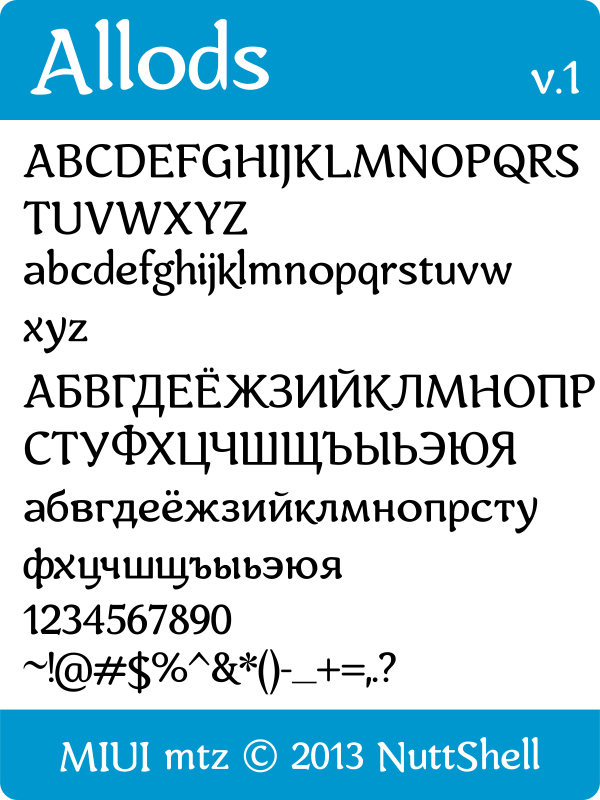 Allods
v.1
ABCDEFGHIJKLMNOPQRS
TUVWXYZ
abcdefghijklmnopqrstuvw
xyz
АБВГДЕЁЖЗИЙКЛМНОПР
СТУФХЦЧШЩЪЫЬЭЮЯ
абвгдеёжзийклмнопрсту
фхцчшщъыьэюя
1234567890
~!@#$%^&*()-_+=,.?
MIUI mtz © 2013 NuttShell